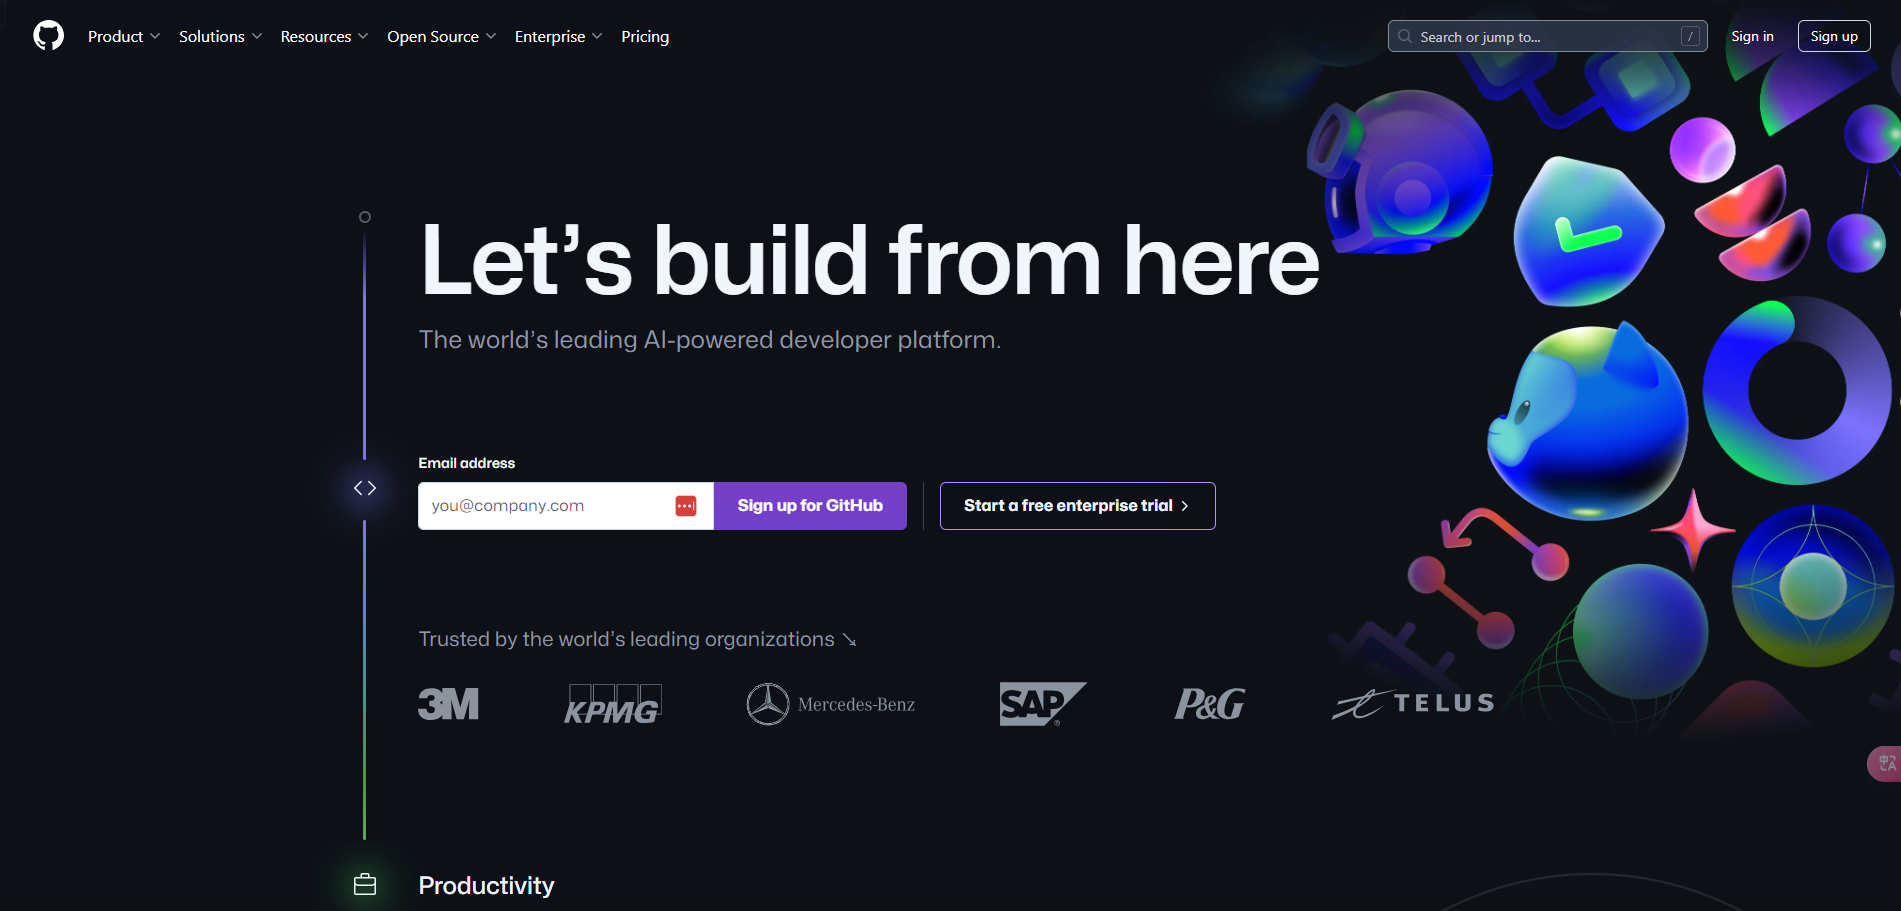 Product
Solutions
Resources
Open Source
Enterprise
Pricing
Search or jump to...
/
Sign in
Sign up
Let’s build from here
The world’s leading AI-powered developer platform.
Email address
you@company.com
Sign up for GitHub
Start a free enterprise trial
Trusted by the world’s leading organizations ↘
3M
KPMG
Mercedes-Benz
SAP®
P&G
TELUS
中A
Productivity